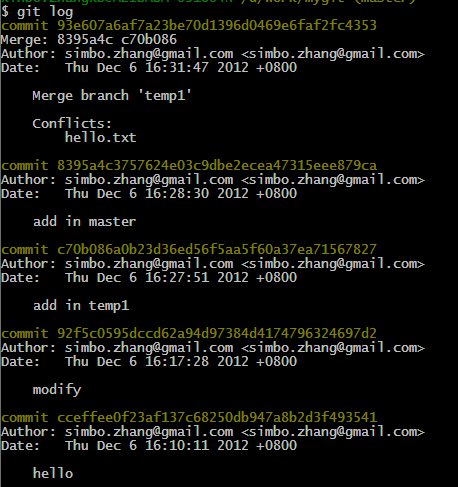 $ git log
commit 93e607a6af7a23be70d1396d0469e6faf2fc4353
Merge: 8395a4c c70b086
Author: simbo.zhang@gmail.com <simbo.zhang@gmail.com>
Date:   Thu Dec 6 16:31:47 2012 +0800
Merge branch 'temp1'
Conflicts:
hello.txt
commit 8395a4c3757624e03c9dbe2ecea47315eee879ca
Author: simbo.zhang@gmail.com <simbo.zhang@gmail.com>
Date:   Thu Dec 6 16:28:30 2012 +0800
add in master
commit c70b086a0b23d36ed56f5aa5f60a37ea71567827
Author: simbo.zhang@gmail.com <simbo.zhang@gmail.com>
Date:   Thu Dec 6 16:27:51 2012 +0800
add in temp1
commit 92f5c0595dccd62a94d97384d4174796324697d2
Author: simbo.zhang@gmail.com <simbo.zhang@gmail.com>
Date:   Thu Dec 6 16:17:28 2012 +0800
modify
commit cceffee0f23af137c68250db947a8b2d3f493541
Author: simbo.zhang@gmail.com <simbo.zhang@gmail.com>
Date:   Thu Dec 6 16:10:11 2012 +0800
hello